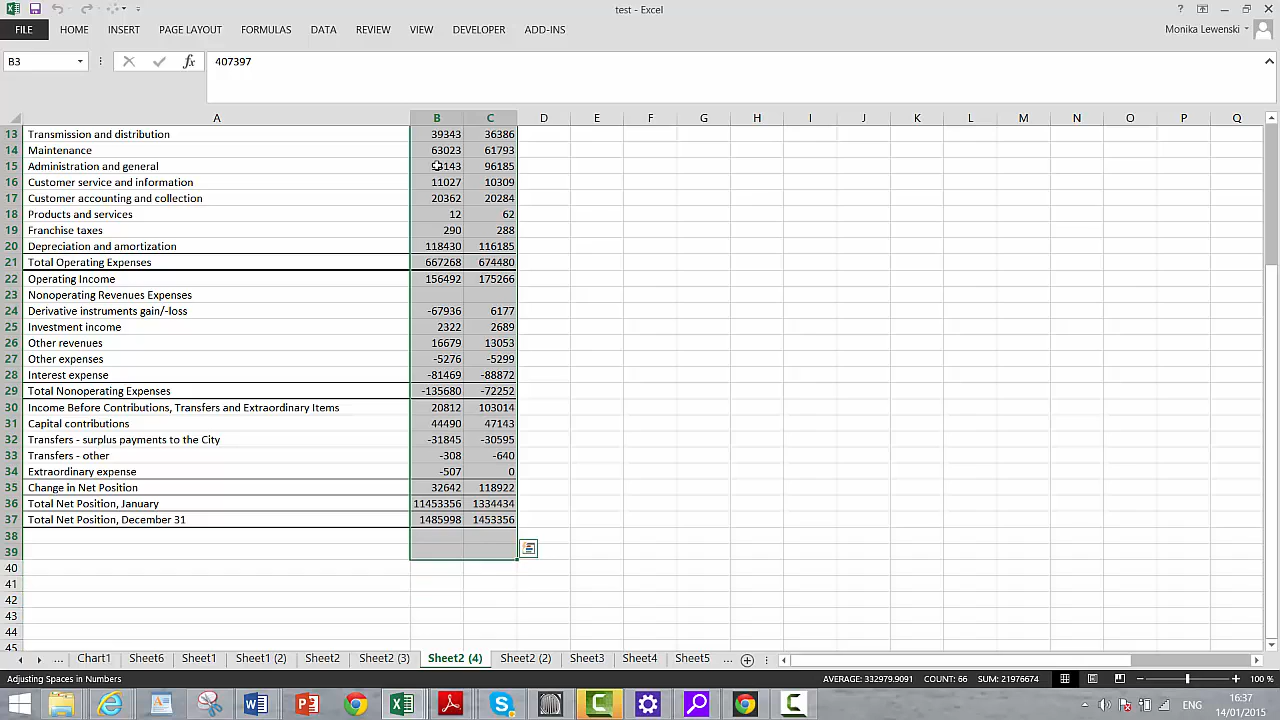 test - Excel
FILE HOME INSERT PAGE LAYOUT FORMULAS DATA REVIEW VIEW DEVELOPER ADD-INS Monika Lewenski
B3 fx 407397
A B C D E F G H I J K L M N O P Q
13 Transmission and distribution 39343 36386
14 Maintenance 63023 61793
15 Administration and general 96185
16 Customer service and information 11027 10309
17 Customer accounting and collection 20362 20284
18 Products and services 12 62
19 Franchise taxes 290 288
20 Depreciation and amortization 118430 116185
21 Total Operating Expenses 667268 674480
22 Operating Income 156492 175266
23 Nonoperating Revenues Expenses
24 Derivative instruments gain/-loss -67936 6177
25 Investment income 2322 2689
26 Other revenues 16679 13053
27 Other expenses -5276 -5299
28 Interest expense -81469 -88872
29 Total Nonoperating Expenses -135680 -72252
30 Income Before Contributions, Transfers and Extraordinary Items 20812 103014
31 Capital contributions 44490 47143
32 Transfers - surplus payments to the City -31845 -30595
33 Transfers - other -308 -640
34 Extraordinary expense -507 0
35 Change in Net Position 32642 118922
36 Total Net Position, January 11453356 1334434
37 Total Net Position, December 31 1485998 1453356
38
39
40
41
42
43
44
45
... Chart1 Sheet6 Sheet1 Sheet1 (2) Sheet2 Sheet2 (3) Sheet2 (4) Sheet2 (2) Sheet3 Sheet4 Sheet5 ...
Adjusting Spaces in Numbers AVERAGE: 332979.9091 COUNT: 66 SUM: 21976674 100 %
ENG 16:37
14/01/2015